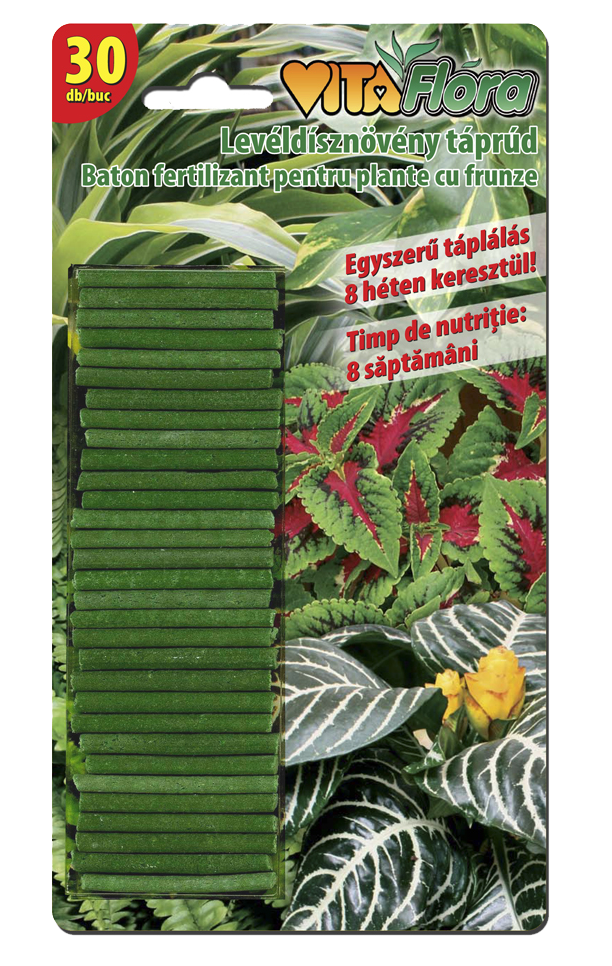 30
db/buc
VITAFlóra
Levéldísznövény táprúd
Baton fertilizant pentru plante cu frunze
Egyszerű táplálás
8 héten keresztül!
Timp de nutriție:
8 săptămâni